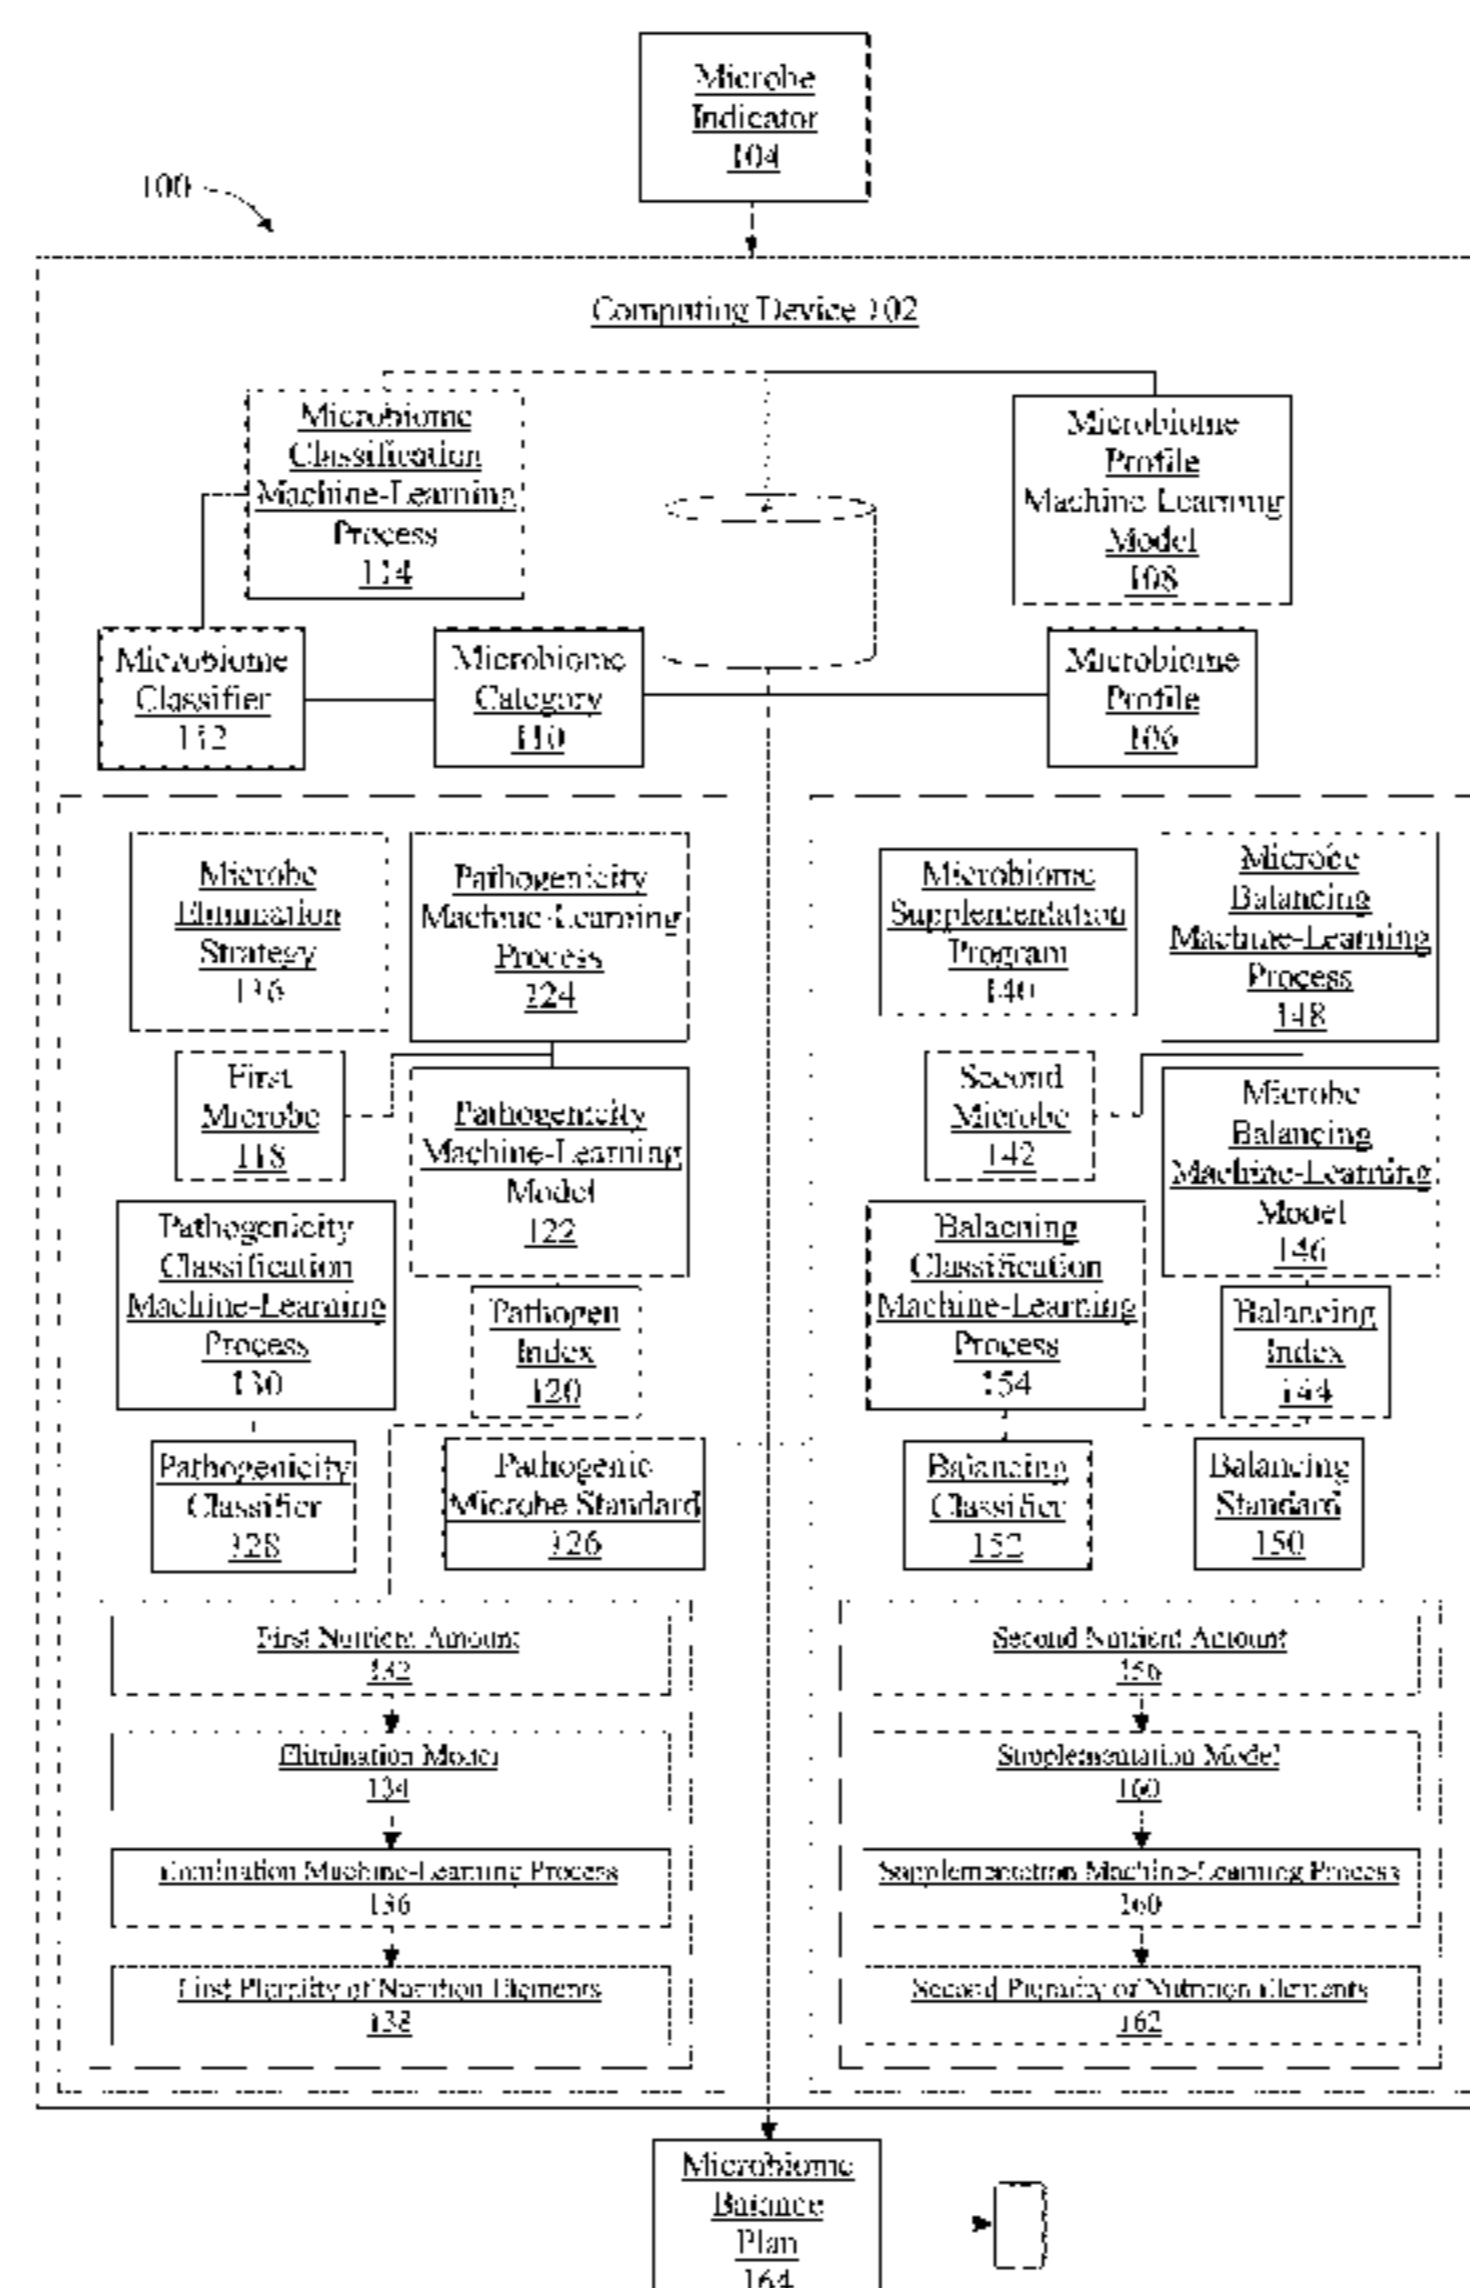 Microbe
Indicator
104
100
Computing Device 102
Microbiome
Classification
Machine-Learning
Process
114
Microbiome
Profile
Machine-Learning
Model
108
Microbiome
Classifier
112
Microbiome
Category
110
Microbiome
Profile
106
Microbe
Elimination
Strategy
116
Pathogenicity
Machine-Learning
Process
124
Microbiome
Supplementation
Program
140
Microbe
Balancing
Machine-Learning
Process
148
First
Microbe
118
Pathogenicity
Machine-Learning
Model
122
Second
Microbe
142
Microbe
Balancing
Machine-Learning
Model
146
Pathogenicity
Classification
Machine-Learning
Process
130
Pathogen
Index
120
Balacning
Classification
Machine-Learning
Process
154
Balancing
Index
144
Pathogenicity
Classifier
128
Pathogenic
Microbe Standard
126
Balancing
Classifier
152
Balancing
Standard
150
First Nutrient Amount
132
Second Nutrient Amount
156
Elimination Model
134
Supplementation Model
160
Elimination Machine-Learning Process
136
Supplementation Machine-Learning Process
160
First Plurality of Nutrition Elements
138
Second Plurality of Nutrition Elements
162
Microbiome
Balance
Plan
164